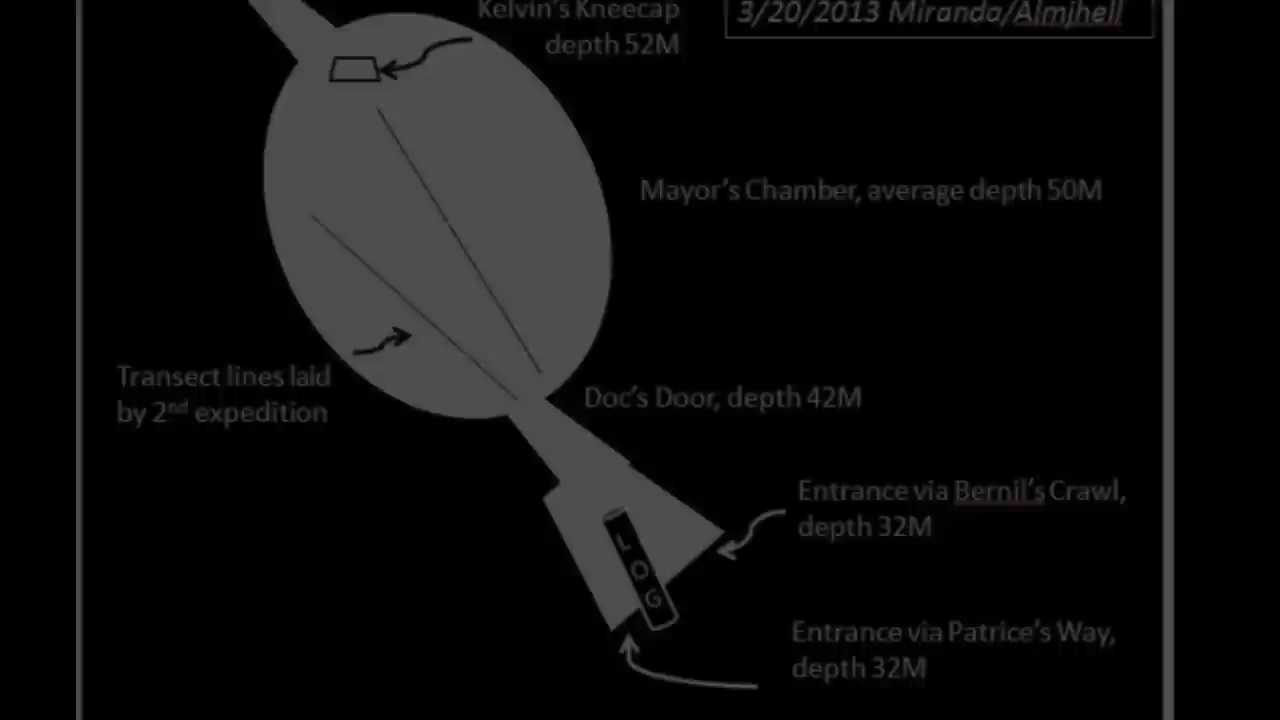 Kelvin's Kneecap
depth 52M
3/20/2013 Miranda/Almjhell
Mayor's Chamber, average depth 50M
Transect lines laid
by 2nd expedition
Doc's Door, depth 42M
Entrance via Bernil's Crawl,
depth 32M
LOG
Entrance via Patrice's Way,
depth 32M